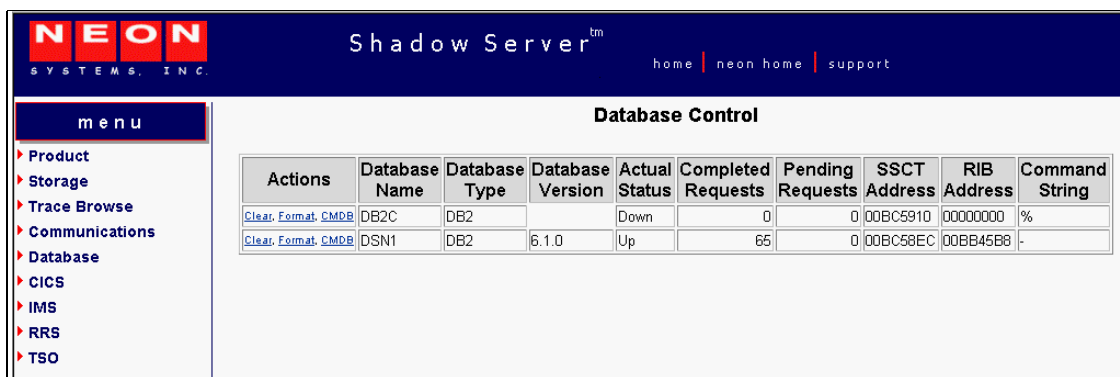 NEON
SYSTEMS, INC.
Shadow Server tm
home | neon home | support
menu
Product
Storage
Trace Browse
Communications
Database
CICS
IMS
RRS
TSO
Database Control
Actions Database Name Database Type Database Version Actual Status Completed Requests Pending Requests SSCT Address RIB Address Command String
Clear, Format, CMDB DB2C DB2 Down 0 0 00BC5910 00000000 %
Clear, Format, CMDB DSN1 DB2 6.1.0 Up 65 0 00BC58EC 00BB45B8 -